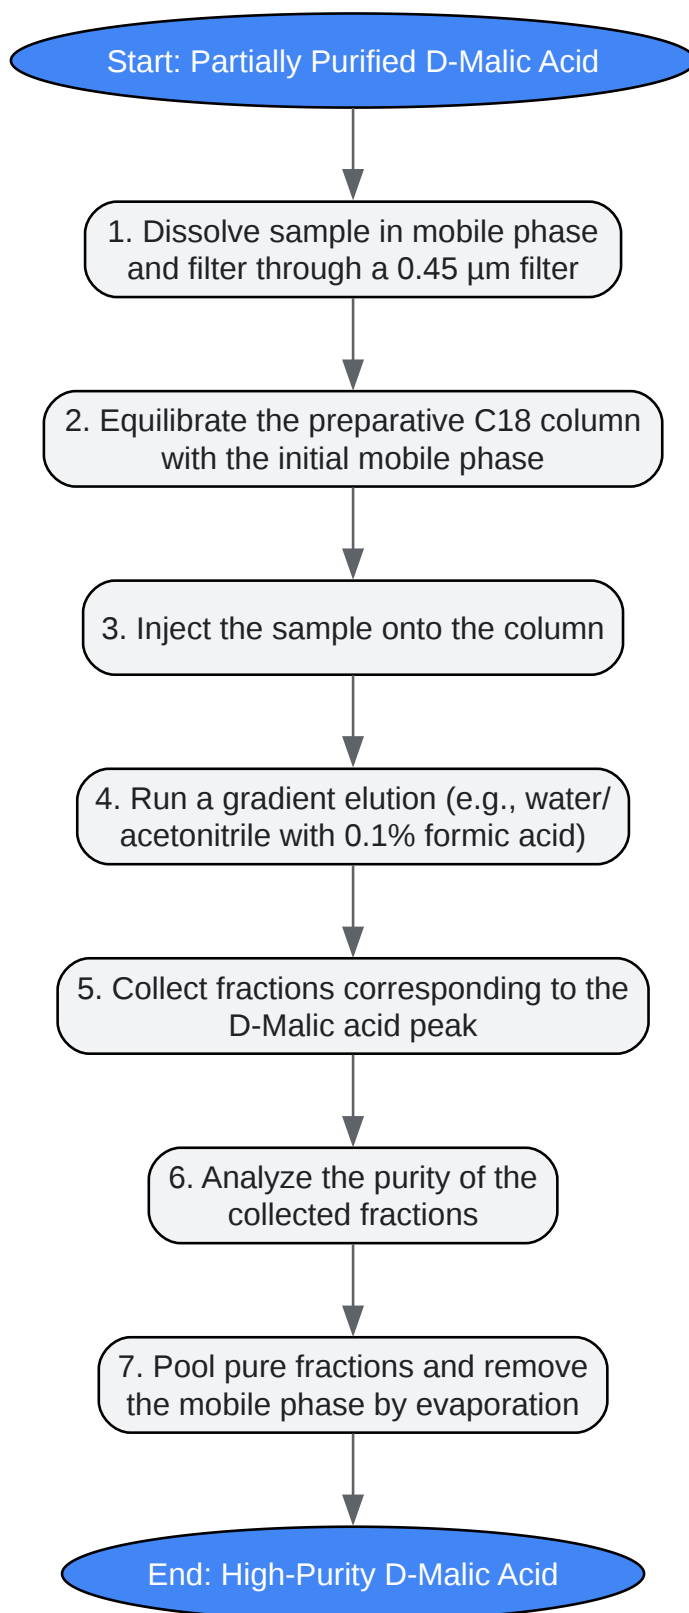 Start: Partially Purified D-Malic Acid
1. Dissolve sample in mobile phase
and filter through a 0.45 µm filter
2. Equilibrate the preparative C18 column
with the initial mobile phase
3. Inject the sample onto the column
4. Run a gradient elution (e.g., water/
acetonitrile with 0.1% formic acid)
5. Collect fractions corresponding to the
D-Malic acid peak
6. Analyze the purity of the
collected fractions
7. Pool pure fractions and remove
the mobile phase by evaporation
End: High-Purity D-Malic Acid